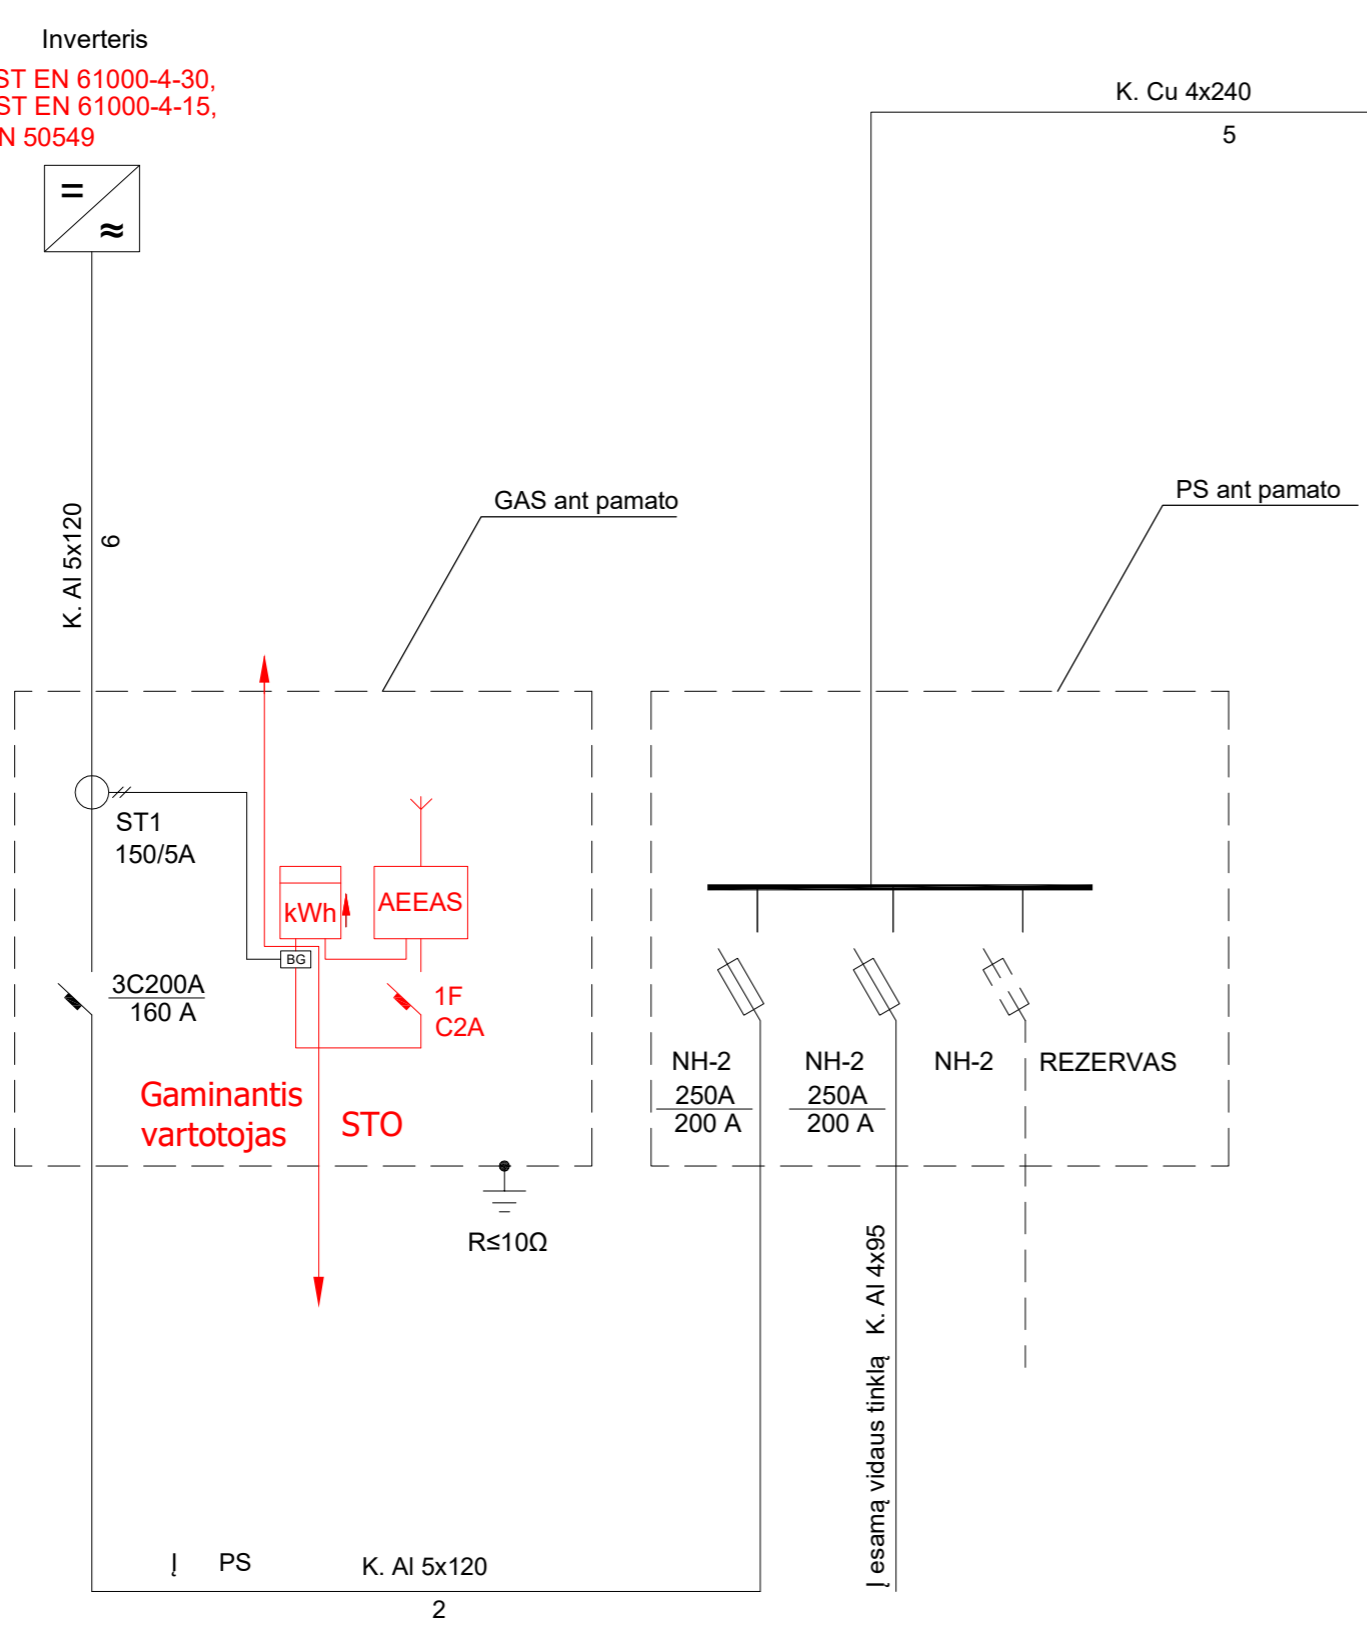 Inverteris
ST EN 61000-4-30,
ST EN 61000-4-15,
N 50549
=
≈
K. Cu 4x240
5
K. Al 5x120
6
GAS ant pamato
PS ant pamato
ST1
150/5A
kWh
AEEAS
BG
3C200A
160 A
1F
C2A
Gaminantis
vartotojas
STO
R≤10Ω
NH-2
250A
200 A
NH-2
250A
200 A
NH-2
REZERVAS
Į esamą vidaus tinklą K. Al 4x95
Į PS
K. Al 5x120
2